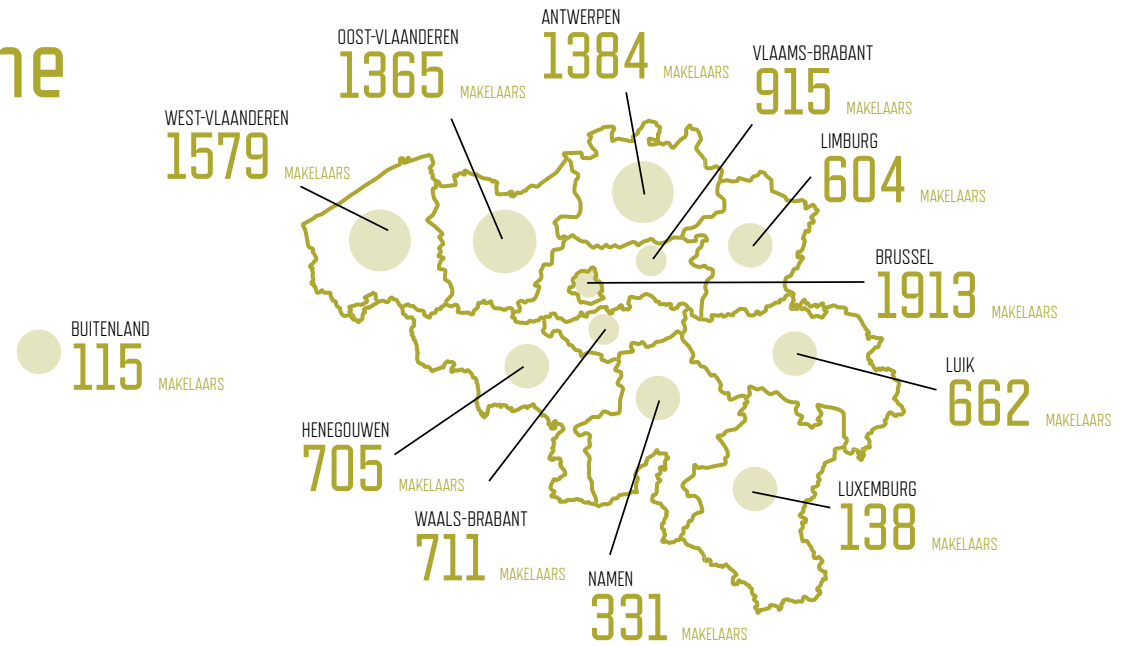 ne
ANTWERPEN
1384 MAKELAARS
OOST-VLAANDEREN
1365 MAKELAARS
VLAAMS-BRABANT
915 MAKELAARS
WEST-VLAANDEREN
1579 MAKELAARS
LIMBURG
604 MAKELAARS
BRUSSEL
1913 MAKELAARS
BUITENLAND
115 MAKELAARS
LUIK
662 MAKELAARS
HENEGOUWEN
705 MAKELAARS
LUXEMBURG
138 MAKELAARS
WAALS-BRABANT
711 MAKELAARS
NAMEN
331 MAKELAARS